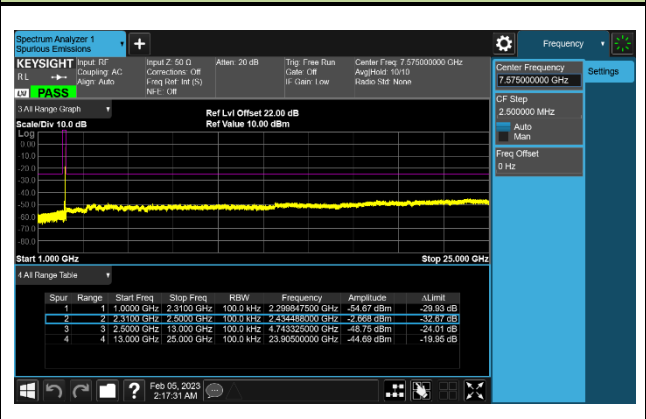 Spectrum Analyzer 1
Spurious Emissions
Frequency
KEYSIGHT
RL
PASS
Input: RF
Coupling: AC
Align: Auto
Input Z: 50 Ω
Corrections: Off
Freq Ref: Int (S)
NFE: Off
Atten: 20 dB
Trig: Free Run
Gate: Off
IF Gain: Low
Center Freq: 7.575000000 GHz
Avg|Hold: 10/10
Radio Std: None
Center Frequency
7.575000000 GHz
Settings
CF Step
2.500000 MHz
Auto
Man
Freq Offset
0 Hz
3 All Range Graph
Scale/Div 10.0 dB
Ref Lvl Offset 22.00 dB
Ref Value 10.00 dBm
Log
0.00
-10.0
-20.0
-30.0
-40.0
-50.0
-60.0
-70.0
-80.0
Start 1.000 GHz
Stop 25.000 GHz
4 All Range Table
Spur Range Start Freq Stop Freq RBW Frequency Amplitude ΔLimit
1 1 1.0000 GHz 2.3100 GHz 100.0 kHz 2.299847500 GHz -54.67 dBm -29.93 dB
2 2 2.3100 GHz 2.5000 GHz 100.0 kHz 2.434488000 GHz -2.668 dBm -32.67 dB
3 3 2.5000 GHz 13.000 GHz 100.0 kHz 4.743325000 GHz -48.75 dBm -24.01 dB
4 4 13.000 GHz 25.000 GHz 100.0 kHz 23.90500000 GHz -44.69 dBm -19.95 dB
Feb 05, 2023
2:17:31 AM